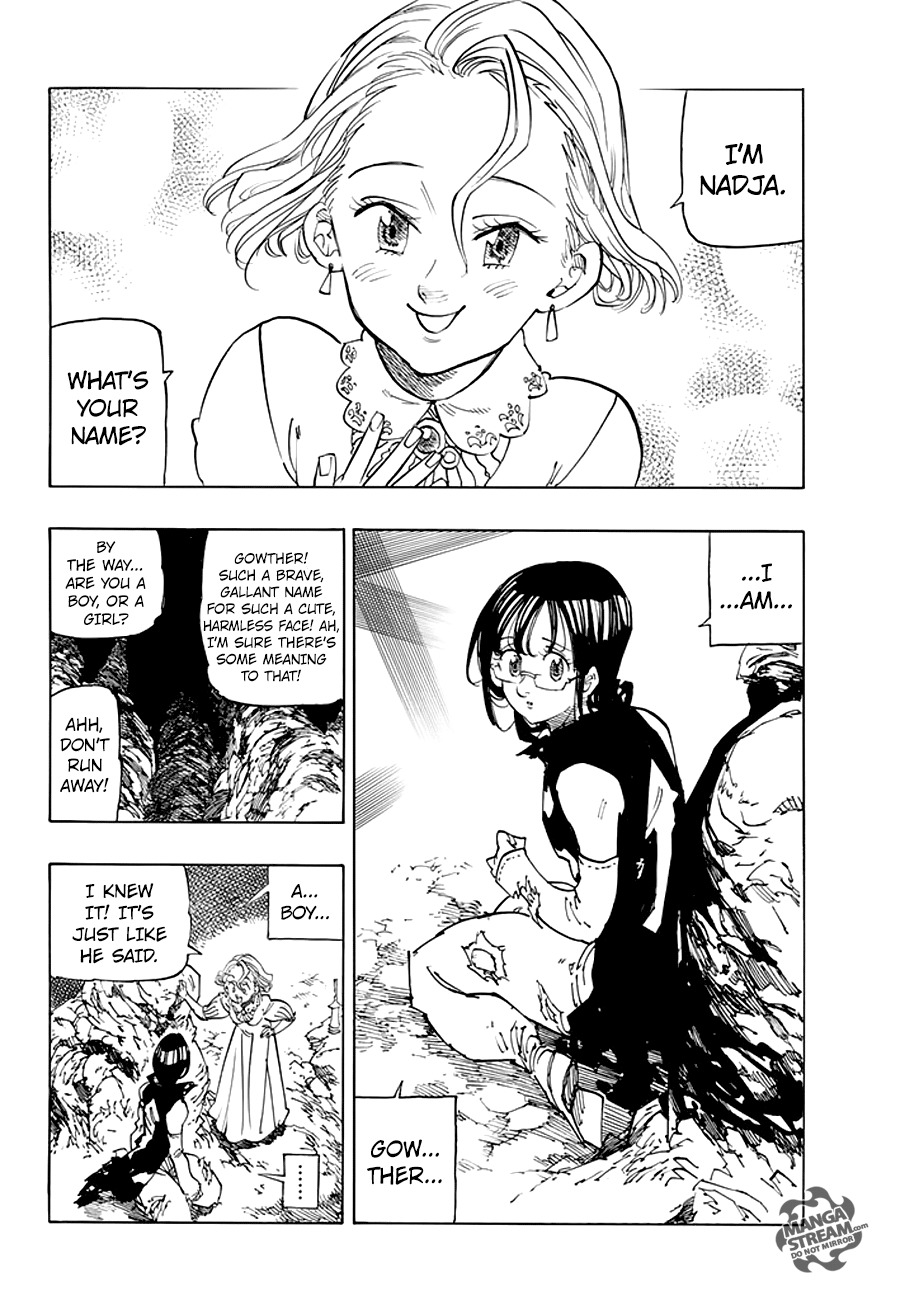 I'M
NADJA.
WHAT'S
YOUR
NAME?
...I
...AM...
GOW...
THER...
GOWTHER!
SUCH A BRAVE,
GALLANT NAME
FOR SUCH A CUTE,
HARMLESS FACE! AH,
I'M SURE THERE'S
SOME MEANING
TO THAT!
BY
THE WAY...
ARE YOU A
BOY, OR A
GIRL?
AHH,
DON'T
RUN
AWAY!
A...
BOY...
I KNEW
IT! IT'S
JUST LIKE
HE SAID.
......
MANGA
STREAM.com
DO NOT MIRROR